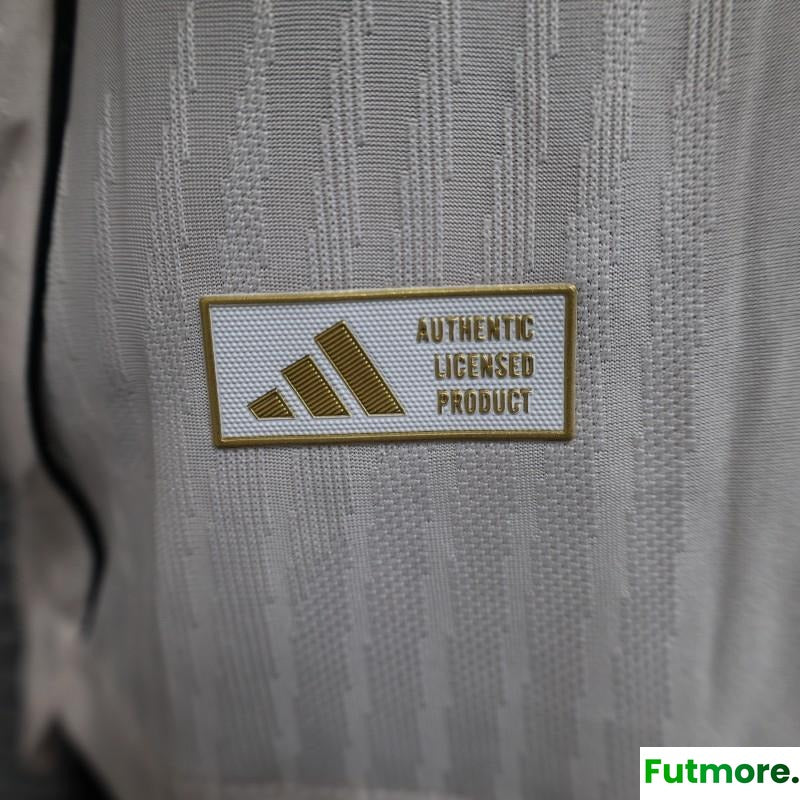 AUTHENTIC
LICENSED
PRODUCT
Futmore.